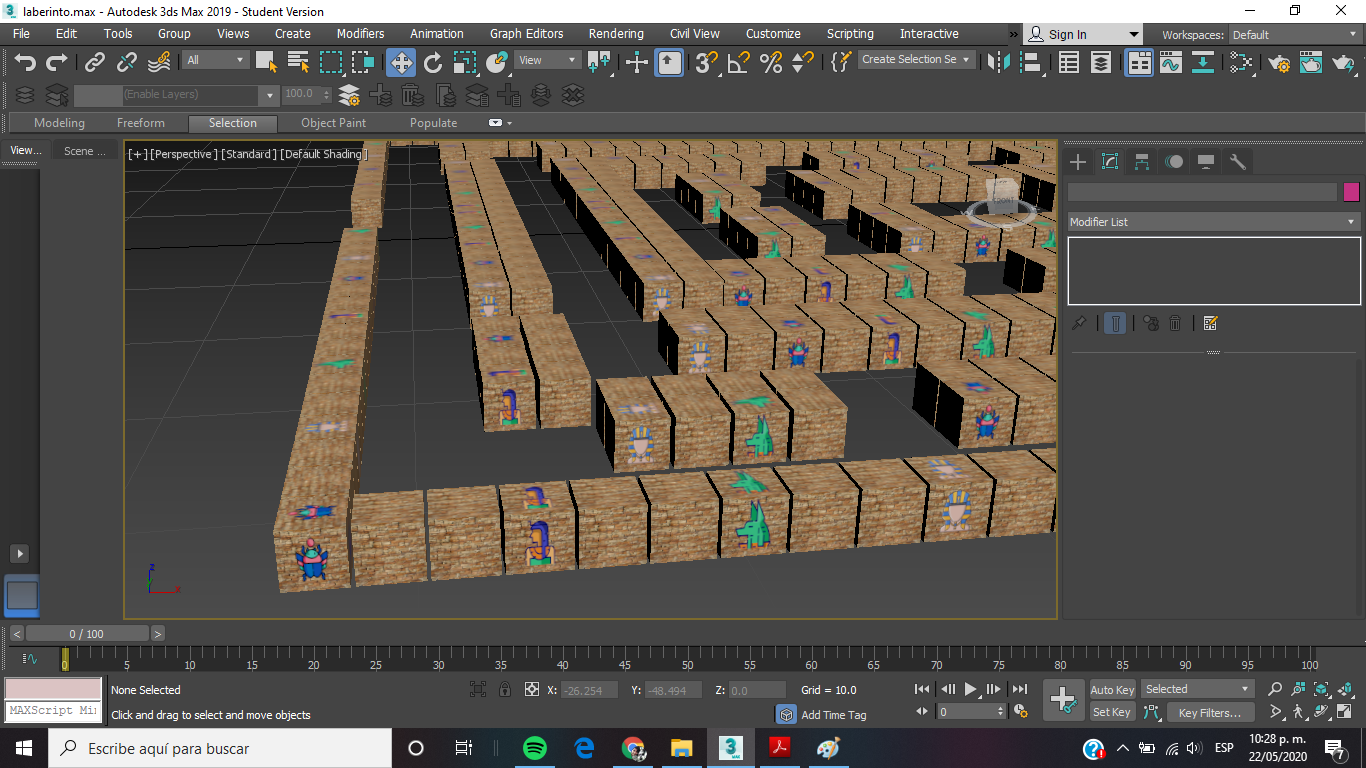 laberinto.max - Autodesk 3ds Max 2019 - Student Version
File Edit Tools Group Views Create Modifiers Animation Graph Editors Rendering Civil View Customize Scripting Interactive » Sign In Workspaces: Default
All View Create Selection Se
(Enable Layers) 100.0
Modeling Freeform Selection Object Paint Populate
View... Scene ...
[+] [Perspective] [Standard] [Default Shading]
Modifier List
z
x
< 0 / 100 >
0 5 10 15 20 25 30 35 40 45 50 55 60 65 70 75 80 85 90 95 100
None Selected X: -26.254 Y: -48.494 Z: 0.0 Grid = 10.0 Auto Key Selected
MAXScript Mi
Click and drag to select and move objects Add Time Tag 0 Set Key Key Filters...
Escribe aquí para buscar
ESP
10:28 p. m.
22/05/2020
7